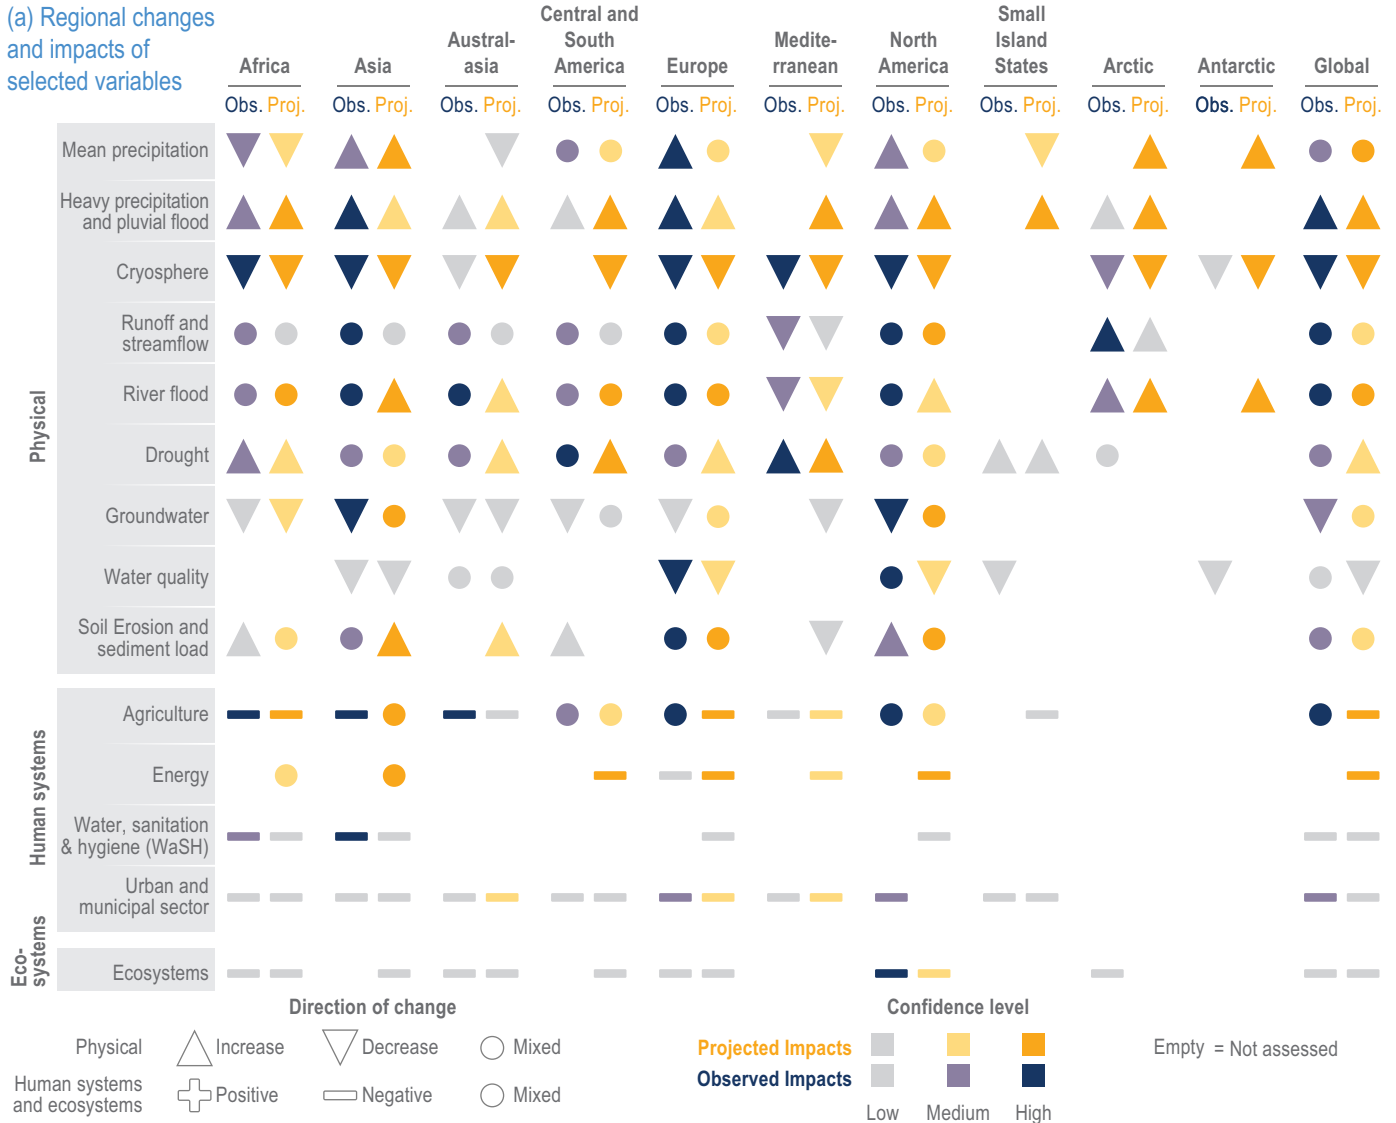 (a) Regional changes
and impacts of
selected variables
Africa
Asia
Austral-
asia
Central and
South
America
Europe
Medite-
rranean
North
America
Small
Island
States
Arctic
Antarctic
Global
Obs. Proj. Obs. Proj. Obs. Proj. Obs. Proj. Obs. Proj. Obs. Proj. Obs. Proj. Obs. Proj. Obs. Proj. Obs. Proj. Obs. Proj.
Physical
Mean precipitation
Heavy precipitation
and pluvial flood
Cryosphere
Runoff and
streamflow
River flood
Drought
Groundwater
Water quality
Soil Erosion and
sediment load
Human systems
Agriculture
Energy
Water, sanitation
& hygiene (WaSH)
Urban and
municipal sector
Eco-
systems
Ecosystems
Direction of change
Physical
Increase
Decrease
Mixed
Human systems
and ecosystems
Positive
Negative
Mixed
Confidence level
Projected Impacts
Observed Impacts
Low Medium High
Empty = Not assessed